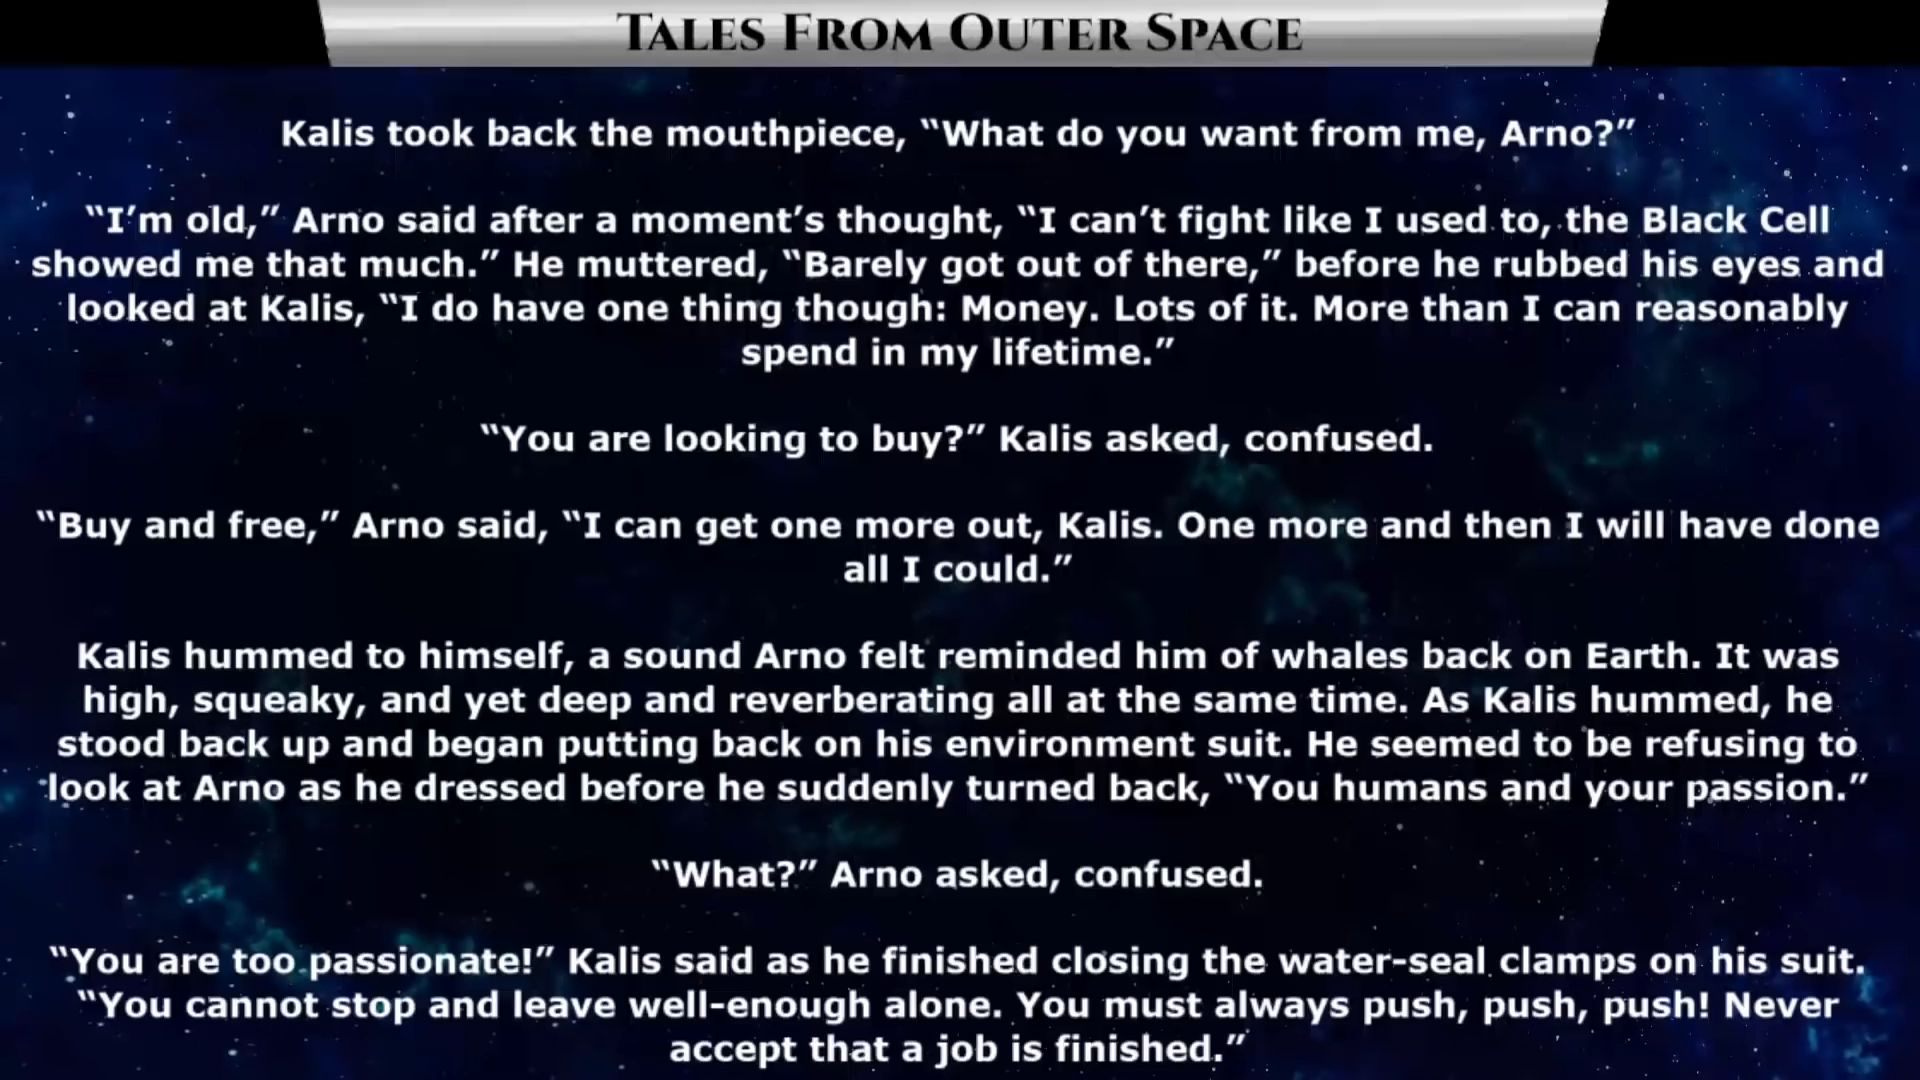 Tales From Outer Space
Kalis took back the mouthpiece, “What do you want from me, Arno?”
“I’m old,” Arno said after a moment’s thought, “I can’t fight like I used to, the Black Cell
showed me that much.” He muttered, “Barely got out of there,” before he rubbed his eyes and
looked at Kalis, “I do have one thing though: Money. Lots of it. More than I can reasonably
spend in my lifetime.”
“You are looking to buy?” Kalis asked, confused.
“Buy and free,” Arno said, “I can get one more out, Kalis. One more and then I will have done
all I could.”
Kalis hummed to himself, a sound Arno felt reminded him of whales back on Earth. It was
high, squeaky, and yet deep and reverberating all at the same time. As Kalis hummed, he
stood back up and began putting back on his environment suit. He seemed to be refusing to
look at Arno as he dressed before he suddenly turned back, “You humans and your passion.”
“What?” Arno asked, confused.
“You are too passionate!” Kalis said as he finished closing the water-seal clamps on his suit.
“You cannot stop and leave well-enough alone. You must always push, push, push! Never
accept that a job is finished.”